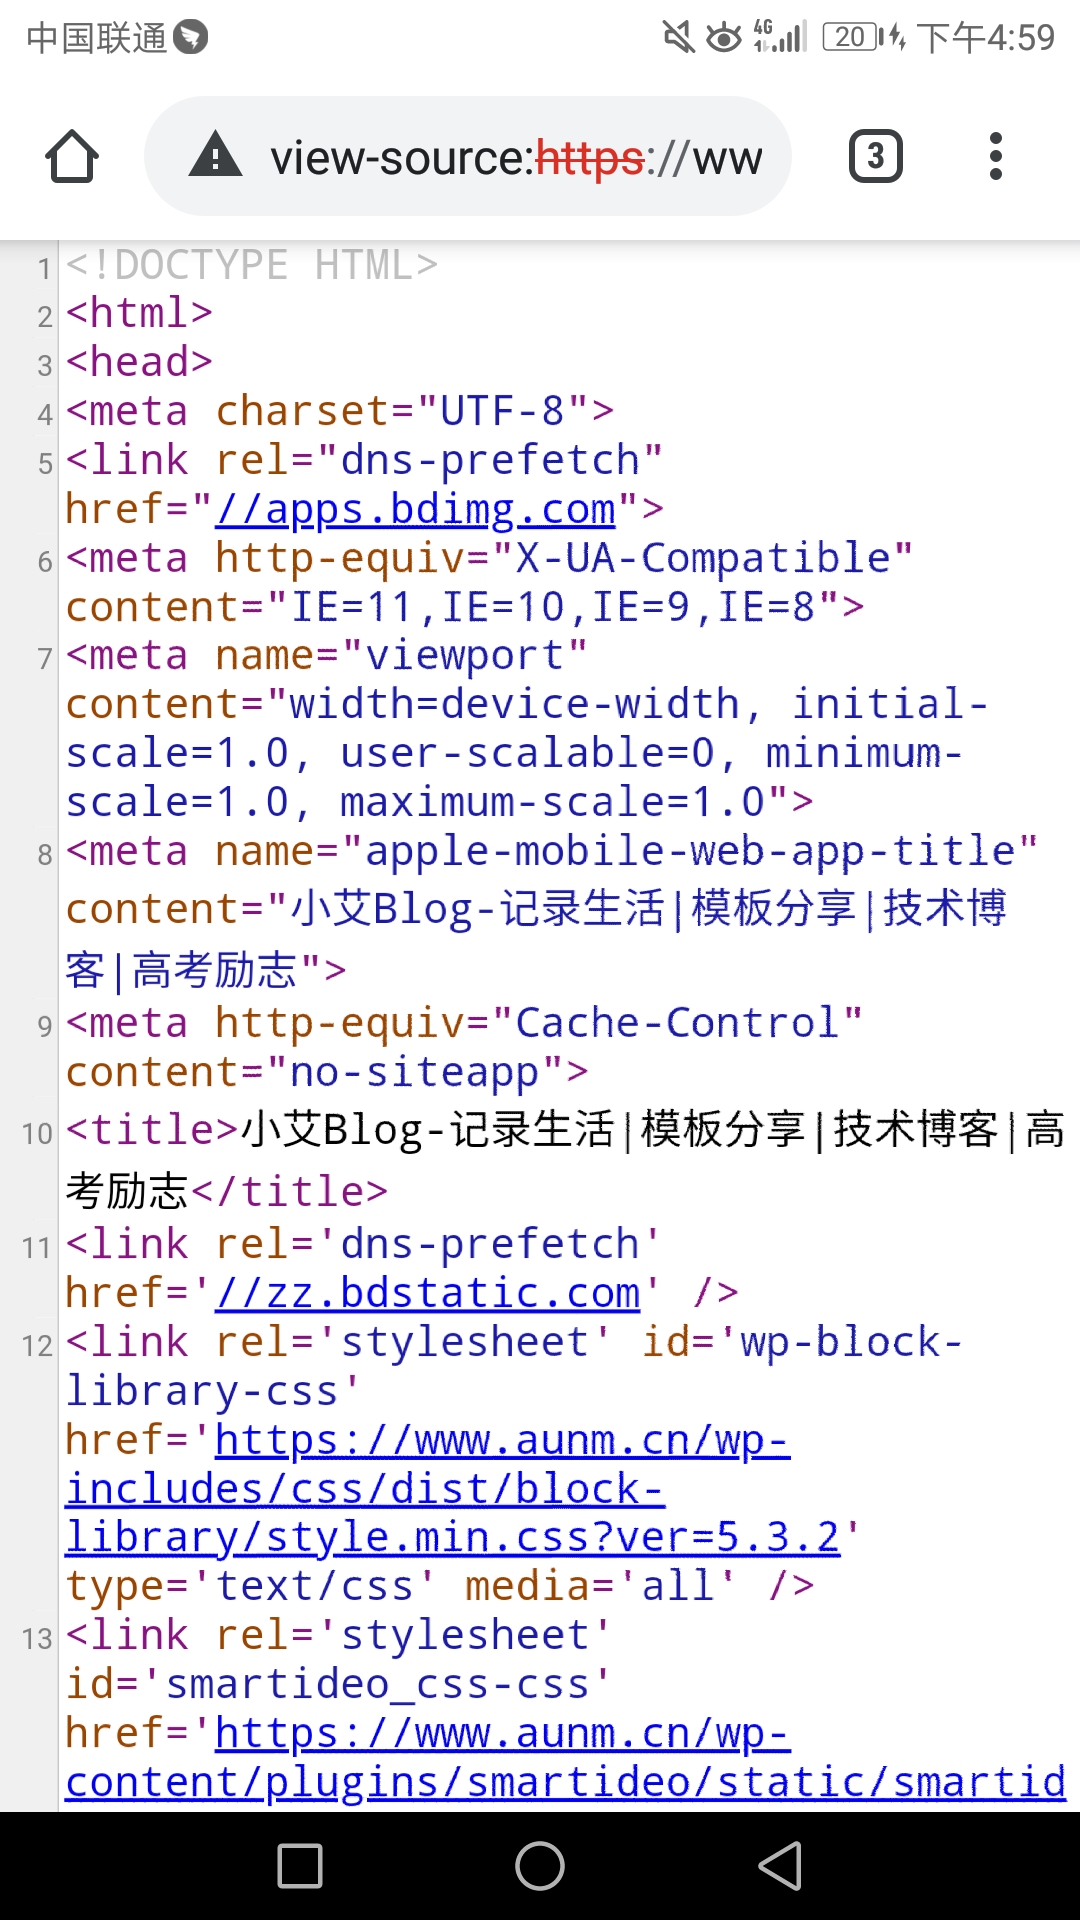 中国联通 4G 20 下午4:59
view-source:https://ww 3
1 <!DOCTYPE HTML>
2 <html>
3 <head>
4 <meta charset="UTF-8">
5 <link rel="dns-prefetch"
href="//apps.bdimg.com">
6 <meta http-equiv="X-UA-Compatible"
content="IE=11,IE=10,IE=9,IE=8">
7 <meta name="viewport"
content="width=device-width, initial-
scale=1.0, user-scalable=0, minimum-
scale=1.0, maximum-scale=1.0">
8 <meta name="apple-mobile-web-app-title"
content="小艾Blog-记录生活|模板分享|技术博
客|高考励志">
9 <meta http-equiv="Cache-Control"
content="no-siteapp">
10 <title>小艾Blog-记录生活|模板分享|技术博客|高
考励志</title>
11 <link rel='dns-prefetch'
href='//zz.bdstatic.com' />
12 <link rel='stylesheet' id='wp-block-
library-css'
href='https://www.aunm.cn/wp-
includes/css/dist/block-
library/style.min.css?ver=5.3.2'
type='text/css' media='all' />
13 <link rel='stylesheet'
id='smartideo_css-css'
href='https://www.aunm.cn/wp-
content/plugins/smartideo/static/smartid